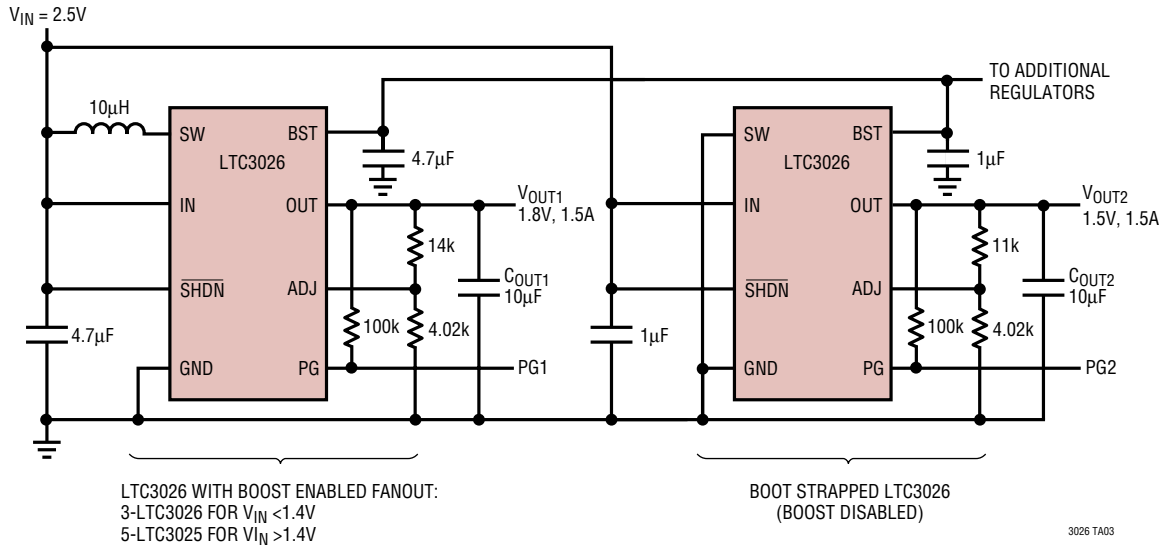 VIN = 2.5V
10μH
SW
BST
LTC3026
IN
OUT
SHDN
ADJ
GND
PG
4.7μF
4.7μF
VOUT1
1.8V, 1.5A
14k
COUT1
10μF
100k
4.02k
PG1
TO ADDITIONAL
REGULATORS
SW
BST
LTC3026
IN
OUT
SHDN
ADJ
GND
PG
1μF
1μF
VOUT2
1.5V, 1.5A
11k
COUT2
10μF
100k
4.02k
PG2
LTC3026 WITH BOOST ENABLED FANOUT:
3-LTC3026 FOR VIN <1.4V
5-LTC3025 FOR VIN >1.4V
BOOT STRAPPED LTC3026
(BOOST DISABLED)
3026 TA03